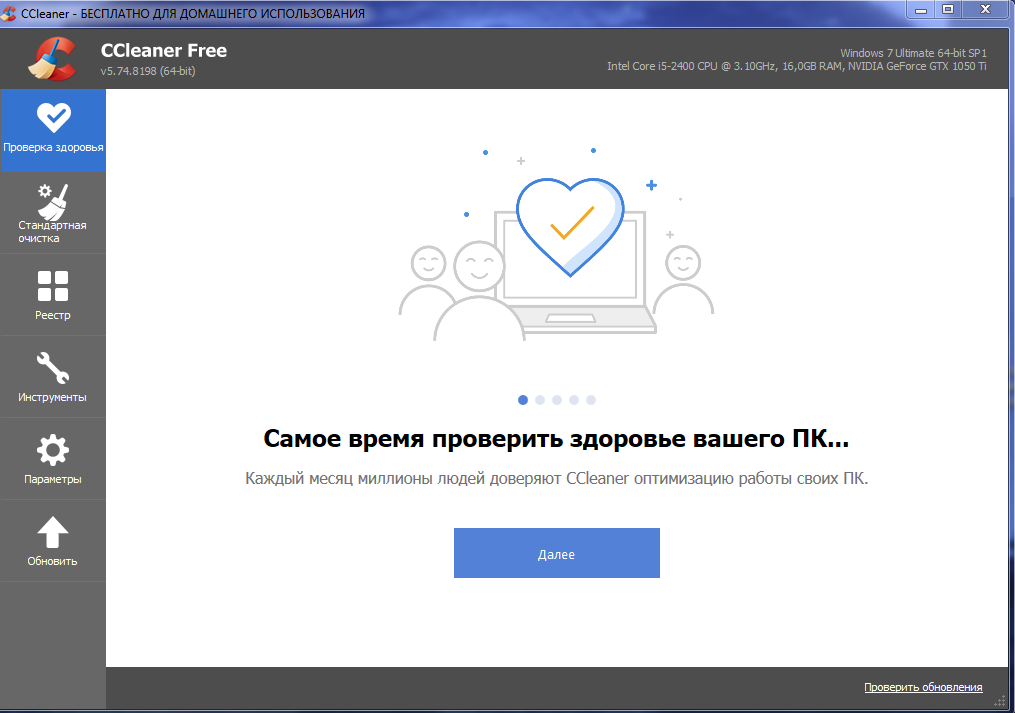 CCleaner - БЕСПЛАТНО ДЛЯ ДОМАШНЕГО ИСПОЛЬЗОВАНИЯ
CCleaner Free
v5.74.8198 (64-bit)
Windows 7 Ultimate 64-bit SP1
Intel Core i5-2400 CPU @ 3.10GHz, 16,0GB RAM, NVIDIA GeForce GTX 1050 Ti
Проверка здоровья
Стандартная
очистка
Реестр
Инструменты
Параметры
Обновить
Самое время проверить здоровье вашего ПК...
Каждый месяц миллионы людей доверяют CCleaner оптимизацию работы своих ПК.
Далее
Проверить обновления